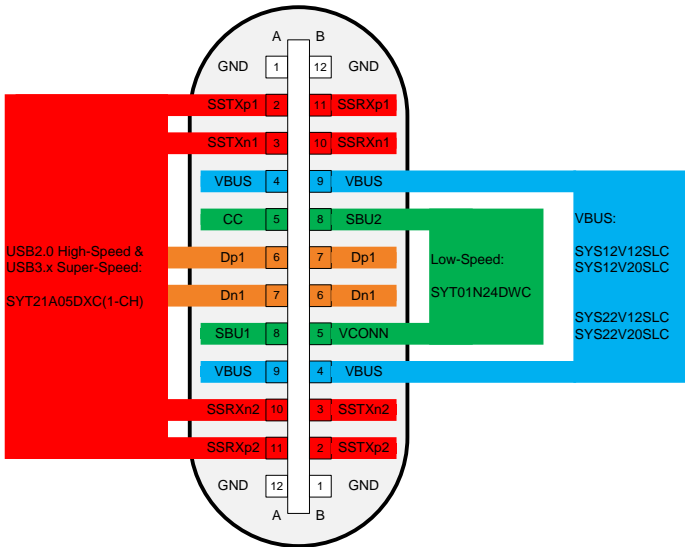 A B
GND 1 12 GND
SSTXp1 2 11 SSRXp1
SSTXn1 3 10 SSRXn1
VBUS 4 9 VBUS
CC 5 8 SBU2
VBUS:
USB2.0 High-Speed &
USB3.x Super-Speed:
Dp1 6 7 Dp1
Low-Speed:
SYS12V12SLC
SYS12V20SLC
SYT21A05DXC(1-CH)
Dn1 7 6 Dn1
SYT01N24DWC
SYS22V12SLC
SYS22V20SLC
SBU1 8 5 VCONN
VBUS 9 4 VBUS
SSRXn2 10 3 SSTXn2
SSRXp2 11 2 SSTXp2
GND 12 1 GND
A B